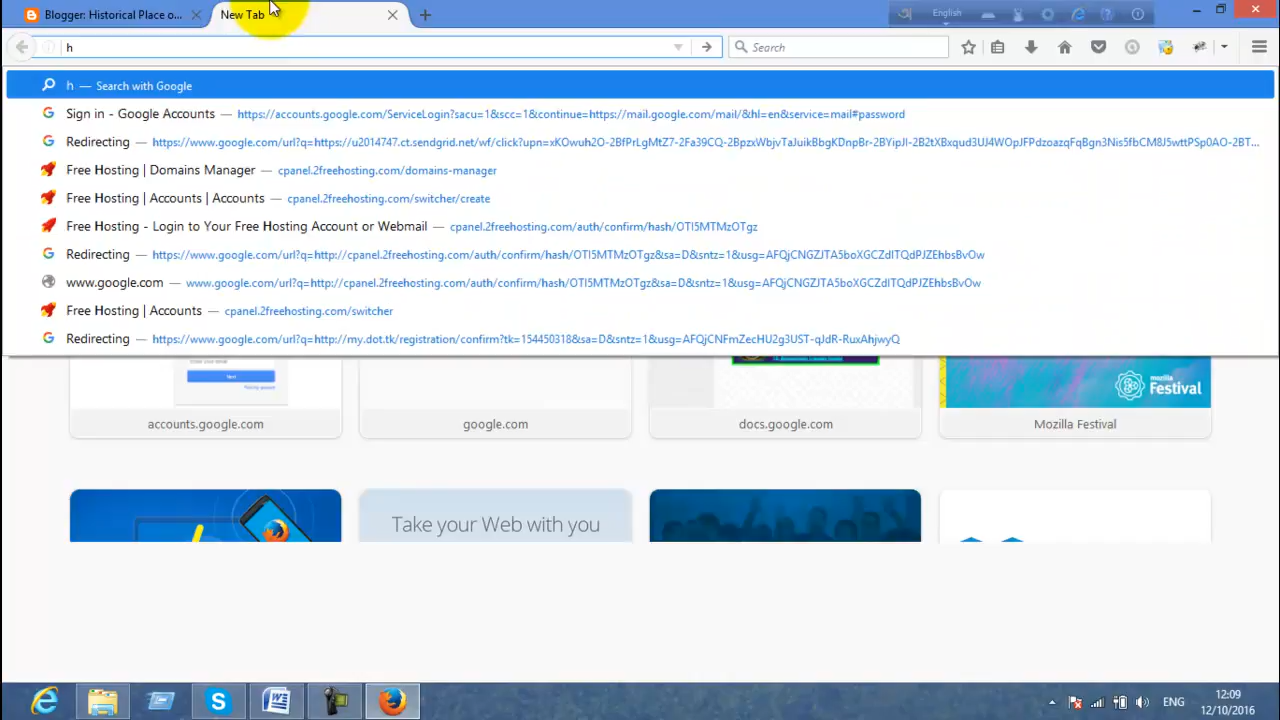 Blogger: Historical Place o...
New Tab
English
h
Search
h — Search with Google
Sign in - Google Accounts — https://accounts.google.com/ServiceLogin?sacu=1&scc=1&continue=https://mail.google.com/mail/&hl=en&service=mail#password
Redirecting — https://www.google.com/url?q=https://u2014747.ct.sendgrid.net/wf/click?upn=xKOwuh2O-2BfPrLgMtZ7-2Fa39CQ-2BpzxWbjvTaJuikBbgKDnpBr-2BYipJI-2B2tXBxqud3UJ4WOpJFPdzoazqFqBgn3Nis5fbCM8J5wttPSp0AO-2BT...
Free Hosting | Domains Manager — cpanel.2freehosting.com/domains-manager
Free Hosting | Accounts | Accounts — cpanel.2freehosting.com/switcher/create
Free Hosting - Login to Your Free Hosting Account or Webmail — cpanel.2freehosting.com/auth/confirm/hash/OTI5MTMzOTgz
Redirecting — https://www.google.com/url?q=http://cpanel.2freehosting.com/auth/confirm/hash/OTI5MTMzOTgz&sa=D&sntz=1&usg=AFQjCNGZJTA5boXGCZdITQdPJZEhbsBvOw
www.google.com — www.google.com/url?q=http://cpanel.2freehosting.com/auth/confirm/hash/OTI5MTMzOTgz&sa=D&sntz=1&usg=AFQjCNGZJTA5boXGCZdITQdPJZEhbsBvOw
Free Hosting | Accounts — cpanel.2freehosting.com/switcher
Redirecting — https://www.google.com/url?q=http://my.dot.tk/registration/confirm?tk=154450318&sa=D&sntz=1&usg=AFQjCNFmZecHU2g3UST-qJdR-RuxAhjwyQ
Next
mozilla
Festival
accounts.google.com
google.com
docs.google.com
Mozilla Festival
Take your Web with you
ENG
12:09
12/10/2016